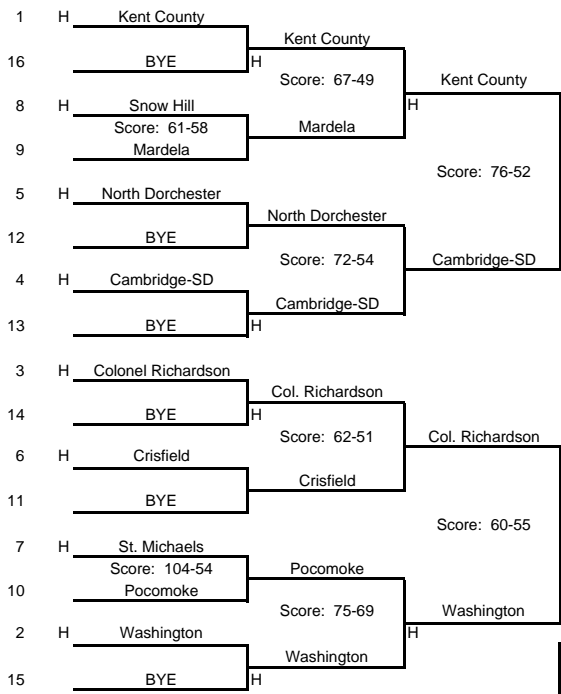 1 H Kent County
Kent County
16 BYE H
Score: 67-49 Kent County
8 H Snow Hill H
Score: 61-58 Mardela
9 Mardela
Score: 76-52
5 H North Dorchester
North Dorchester
12 BYE
Score: 72-54 Cambridge-SD
4 H Cambridge-SD
Cambridge-SD
13 BYE H
3 H Colonel Richardson
Col. Richardson
14 BYE H
Score: 62-51 Col. Richardson
6 H Crisfield
Crisfield
11 BYE
Score: 60-55
7 H St. Michaels
Score: 104-54 Pocomoke
10 Pocomoke
Score: 75-69 Washington
2 H Washington H
Washington
15 BYE H